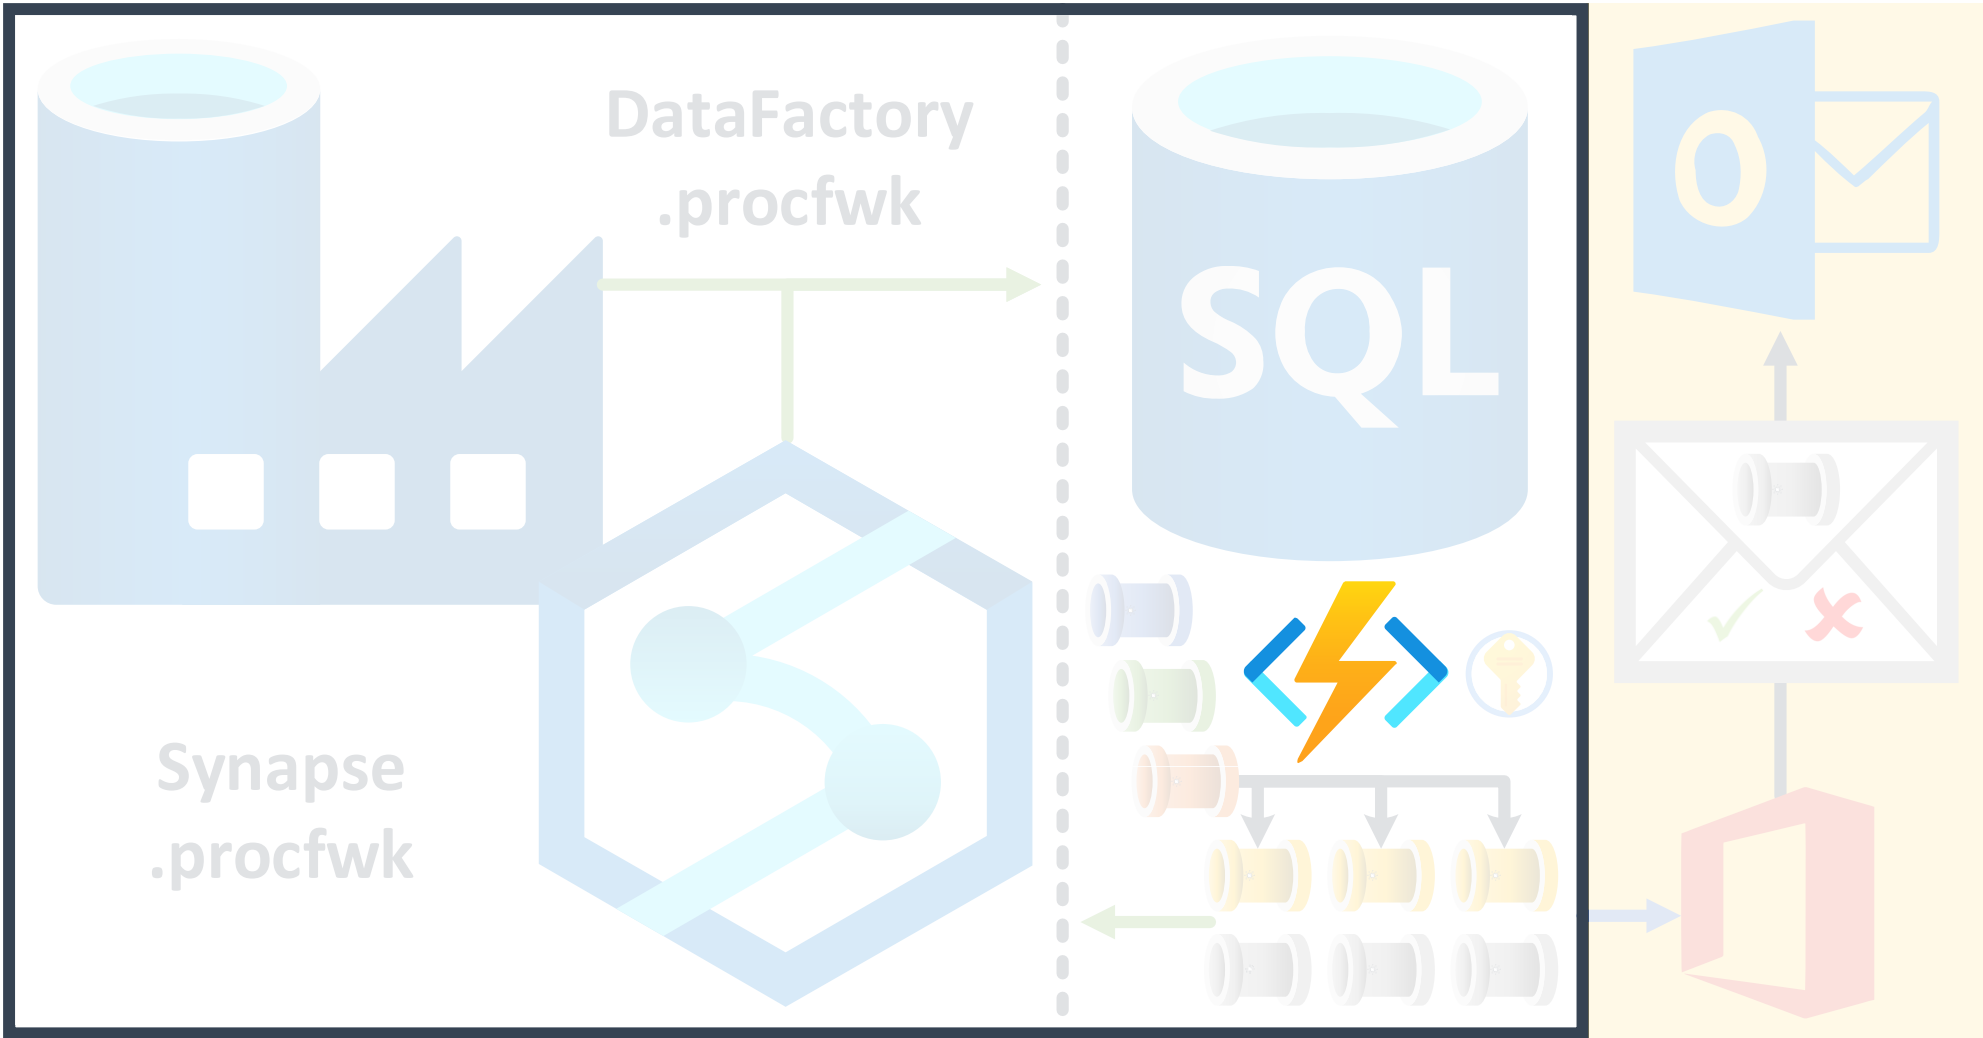 DataFactory
.procfwk
SQL
Synapse
.procfwk